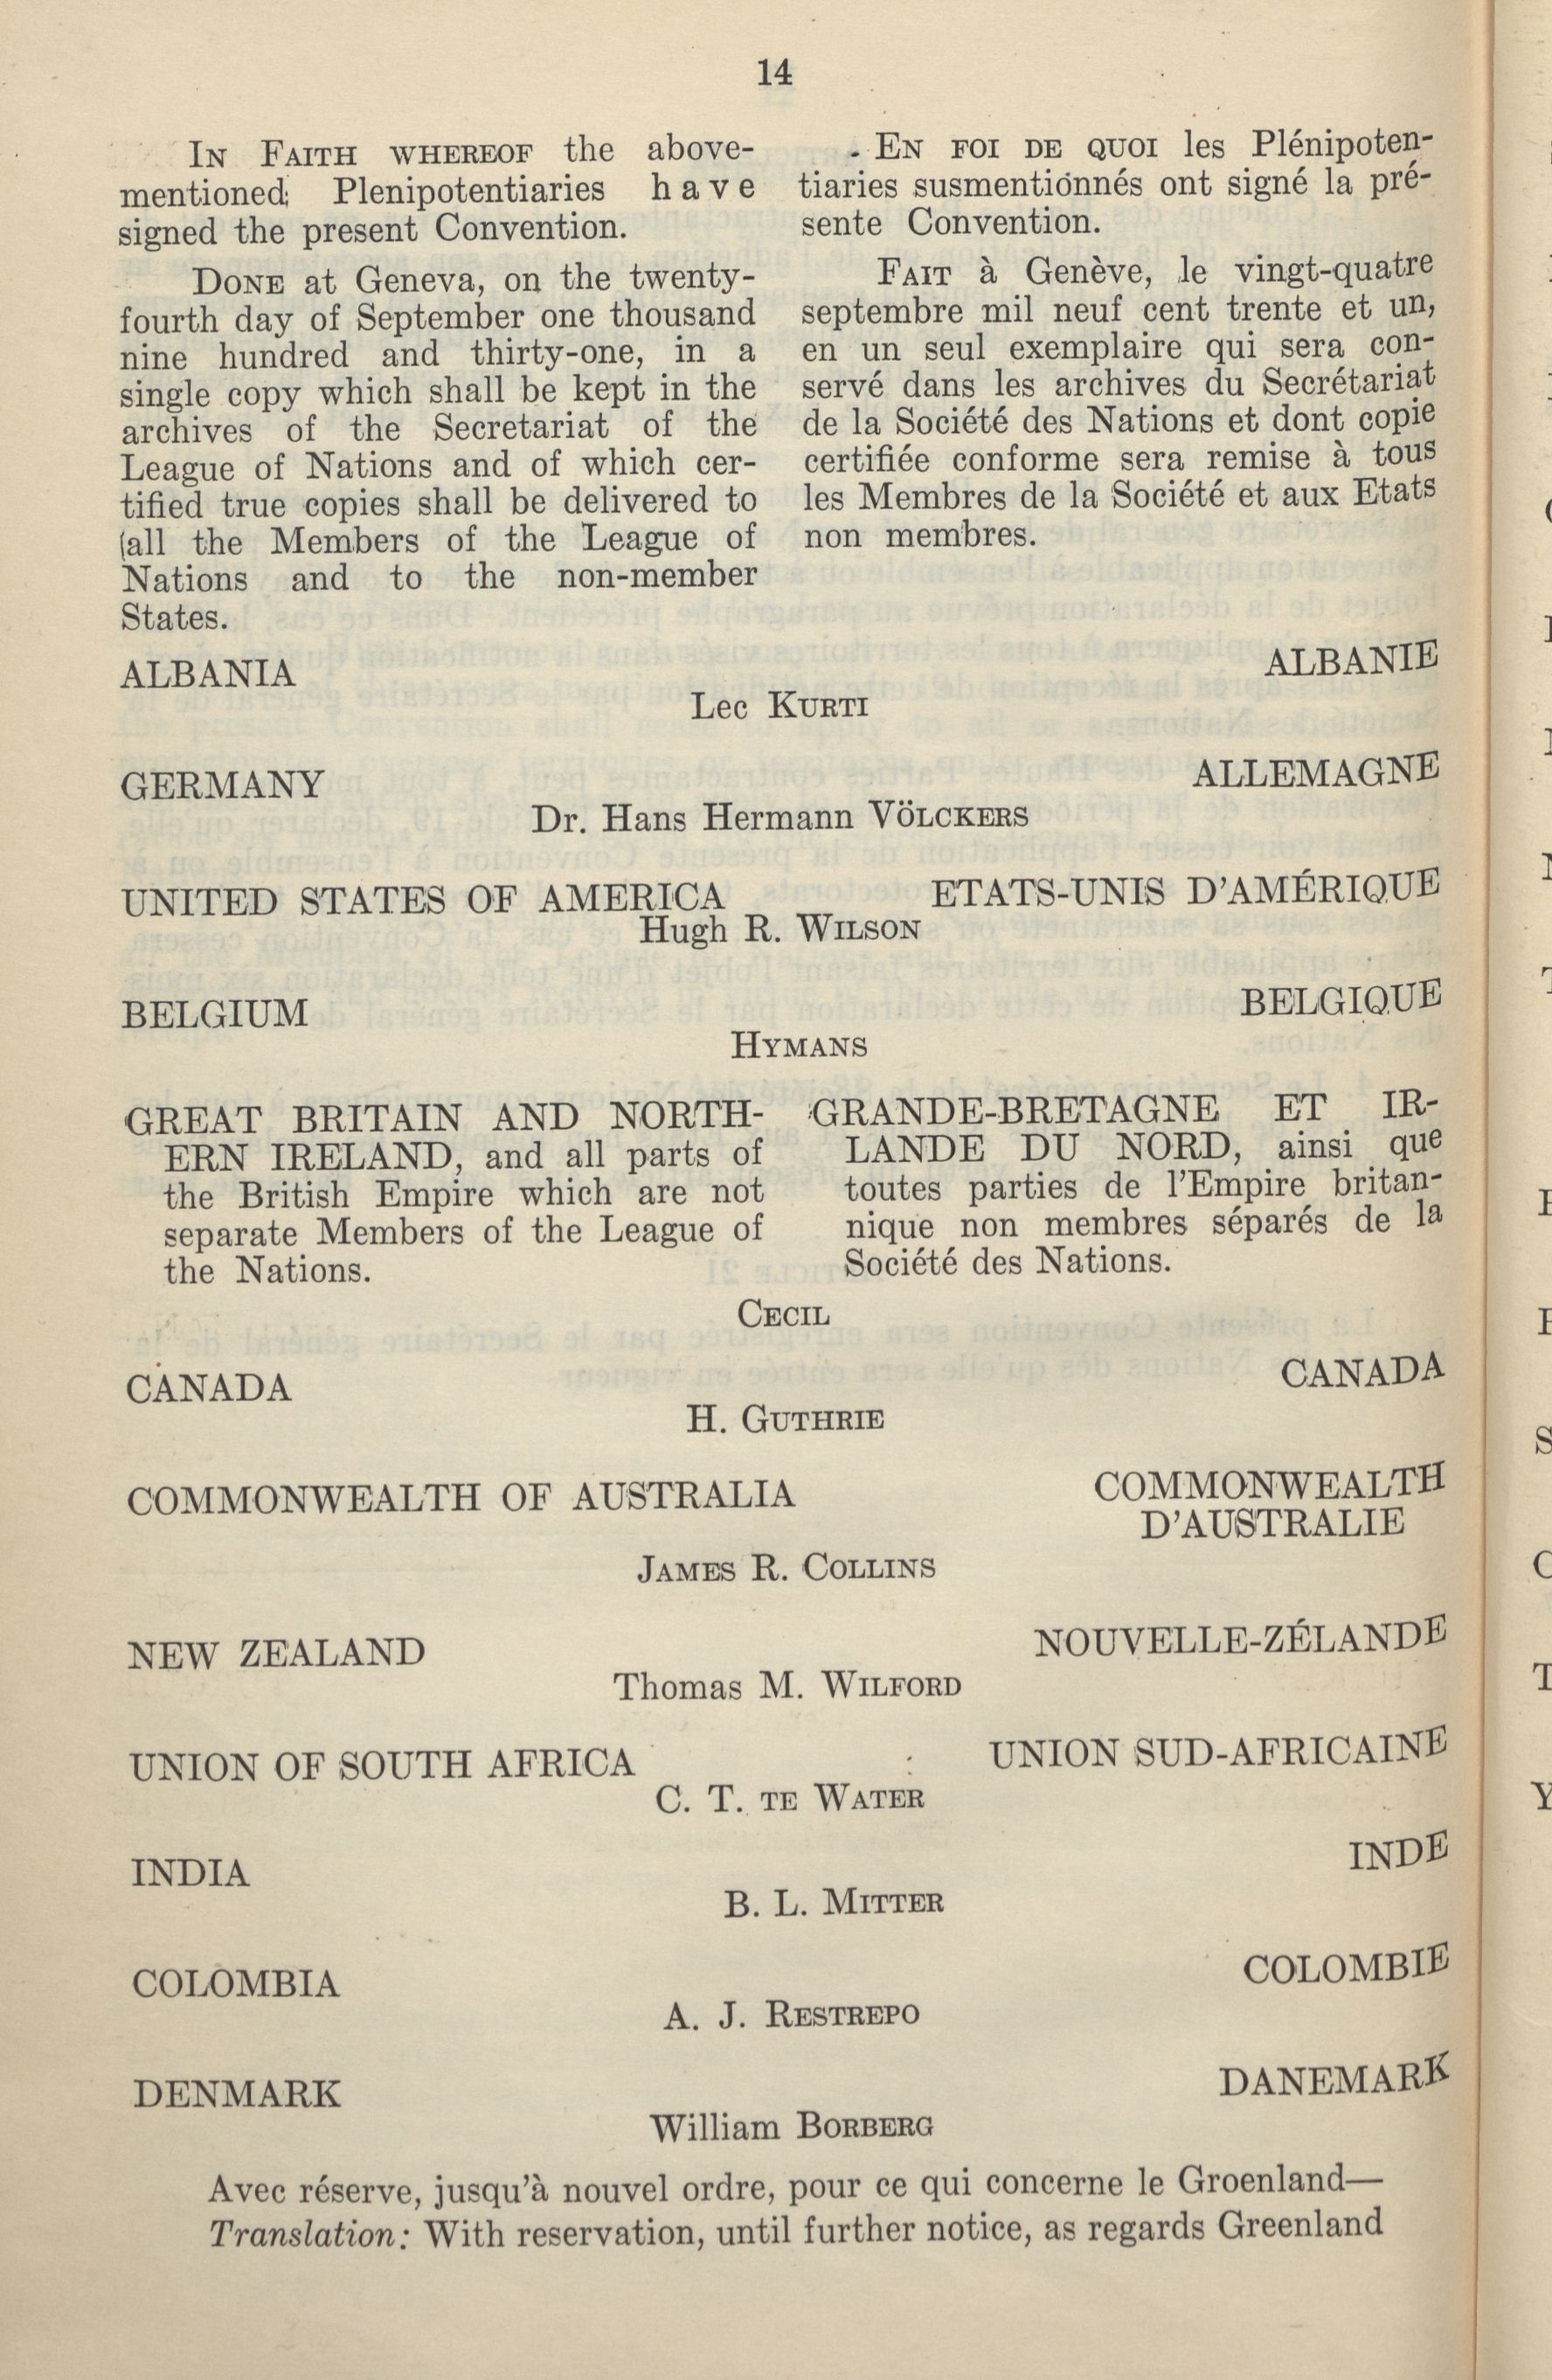 14
IN FAITH WHEREOF the above-
mentioned; Plenipotentiaries have
signed the present Convention.
DONE at Geneva, on the twenty-
fourth day of September one thousand
nine hundred and thirty-one, in a
single copy which shall be kept in the
archives of the Secretariat of the
League of Nations and of which cer-
tified true copies shall be delivered to
(all the Members of the League of
Nations and to the non-member
States.
EN FOI DE QUOI les Plénipoten-
tiaries susmentionnés ont signé la pré-
sente Convention.
FAIT à Genève, le vingt-quatre
septembre mil neuf cent trente et un,
en un seul exemplaire qui sera con-
servé dans les archives du Secrétariat
de la Société des Nations et dont copie
certifiée conforme sera remise à tous
les Membres de la Société et aux Etats
non membres.
ALBANIA ALBANIE
Lec KURTI
GERMANY ALLEMAGNE
Dr. Hans Hermann VÖLCKERS
UNITED STATES OF AMERICA ETATS-UNIS D'AMÉRIQUE
Hugh R. WILSON
BELGIUM BELGIQUE
HYMANS
GREAT BRITAIN AND NORTH-
ERN IRELAND, and all parts of
the British Empire which are not
separate Members of the League of
the Nations.
GRANDE-BRETAGNE ET IR-
LANDE DU NORD, ainsi que
toutes parties de l'Empire britan-
nique non membres séparés de la
Société des Nations.
CECIL
CANADA CANADA
H. GUTHRIE
COMMONWEALTH OF AUSTRALIA COMMONWEALTH
D'AUSTRALIE
JAMES R. COLLINS
NEW ZEALAND NOUVELLE-ZÉLANDE
Thomas M. WILFORD
UNION OF SOUTH AFRICA UNION SUD-AFRICAINE
C. T. TE WATER
INDIA INDE
B. L. MITTER
COLOMBIA COLOMBIE
A. J. RESTREPO
DENMARK DANEMARK
William BORBERG
Avec réserve, jusqu'à nouvel ordre, pour ce qui concerne le Groenland—
Translation: With reservation, until further notice, as regards Greenland